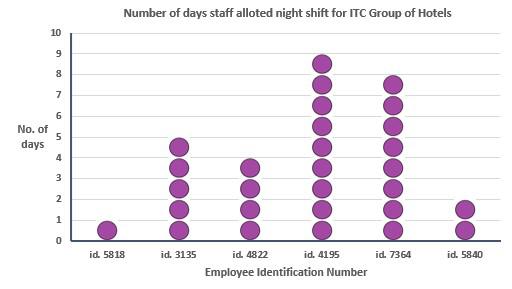 Number of days staff alloted night shift for ITC Group of Hotels
10
9
8
7
6
5
4
3
2
1
0
No. of
days
id. 5818 id. 3135 id. 4822 id. 4195 id. 7364 id. 5840
Employee Identification Number